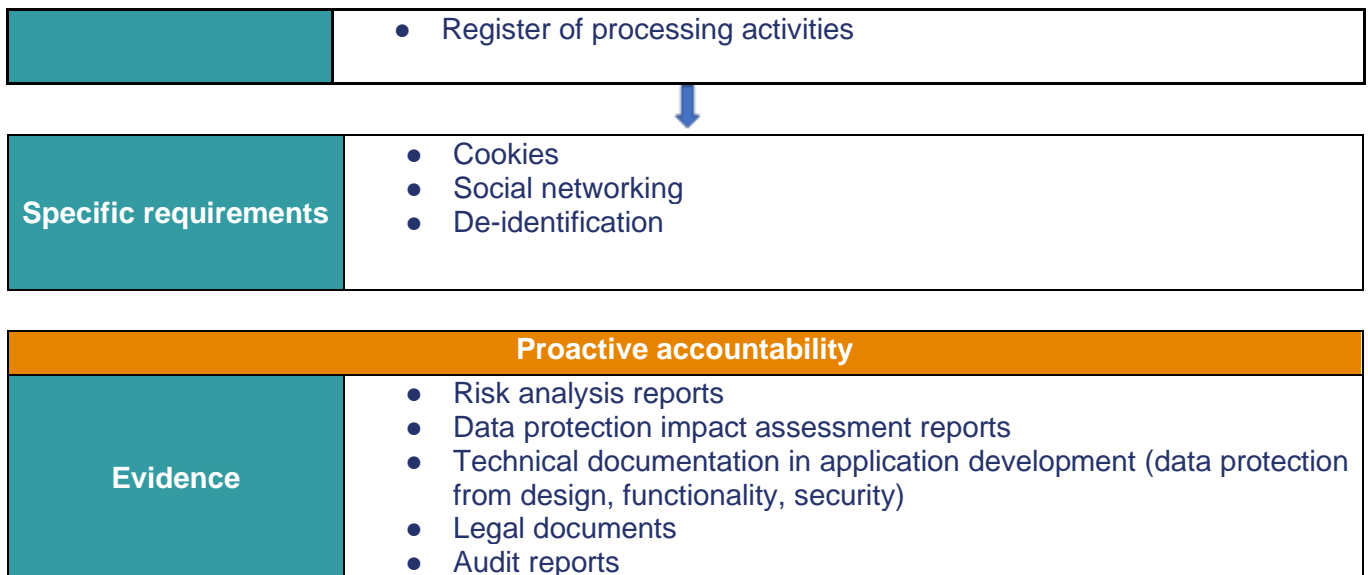 ● Register of processing activities
Specific requirements
● Cookies
● Social networking
● De-identification
Proactive accountability
Evidence
● Risk analysis reports
● Data protection impact assessment reports
● Technical documentation in application development (data protection
from design, functionality, security)
● Legal documents
● Audit reports